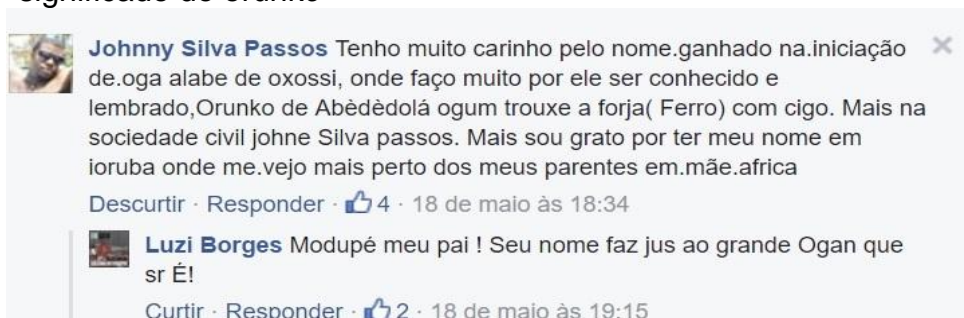 significado do orunko
Johnny Silva Passos Tenho muito carinho pelo nome.ganhado na.iniciação
de.oga alabe de oxossi, onde faço muito por ele ser conhecido e
lembrado,Orunko de Abèdèdolá ogum trouxe a forja( Ferro) com cigo. Mais na
sociedade civil johne Silva passos. Mais sou grato por ter meu nome em
ioruba onde me.vejo mais perto dos meus parentes em.mãe.africa
Descurtir · Responder · 4 · 18 de maio às 18:34
Luzi Borges Modupé meu pai ! Seu nome faz jus ao grande Ogan que
sr É!
Curtir · Responder · 2 · 18 de maio às 19:15